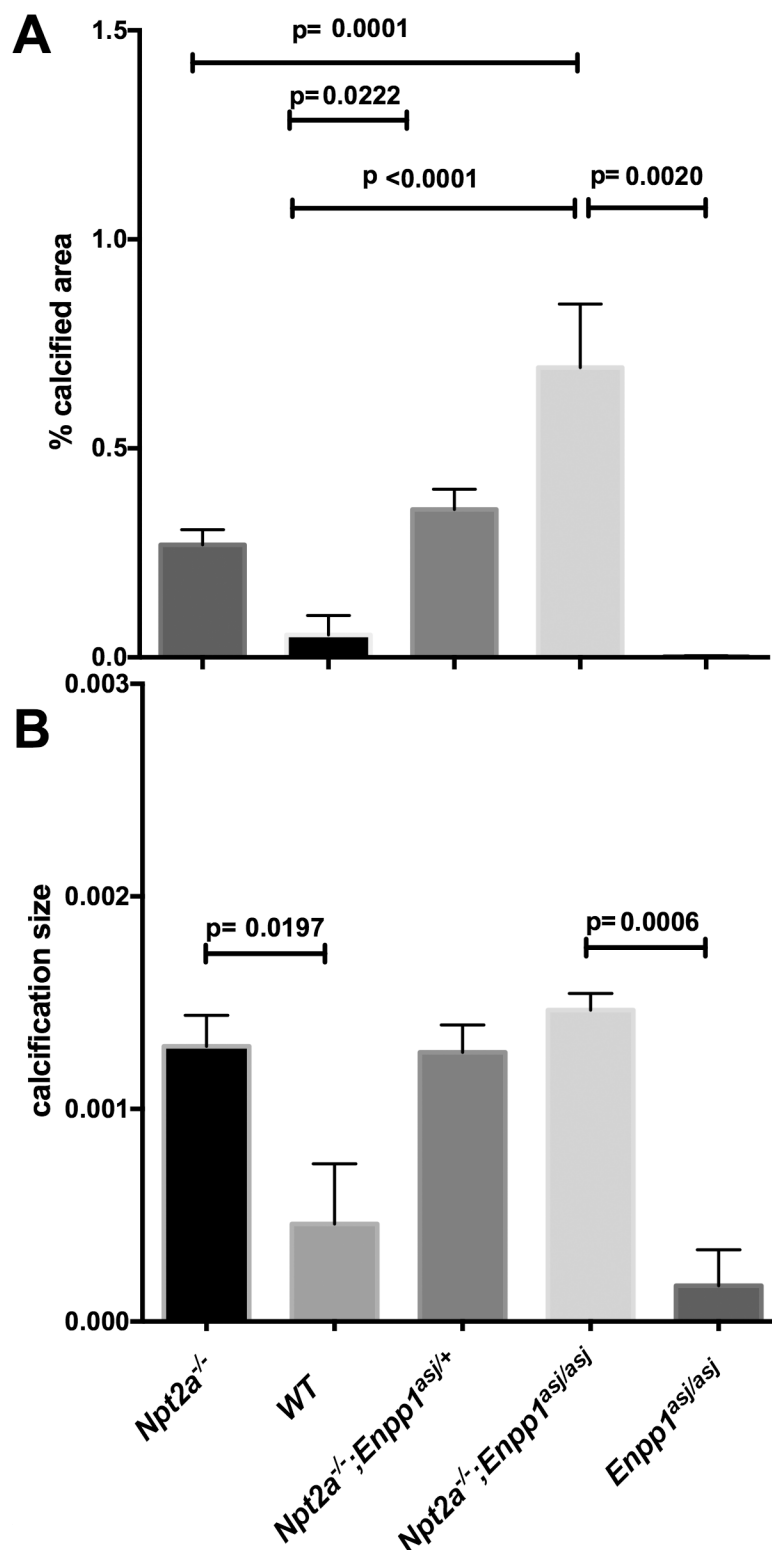 A
1.5
p= 0.0001
p= 0.0222
p <0.0001
p= 0.0020
1.0
% calcified area
0.5
0.0
B
0.003
0.002
p= 0.0197
p= 0.0006
calcification size
0.001
0.000
Npt2a-/-
WT
Npt2a-/-;Enpp1asj/+
Npt2a-/-;Enpp1asj/asj
Enpp1asj/asj